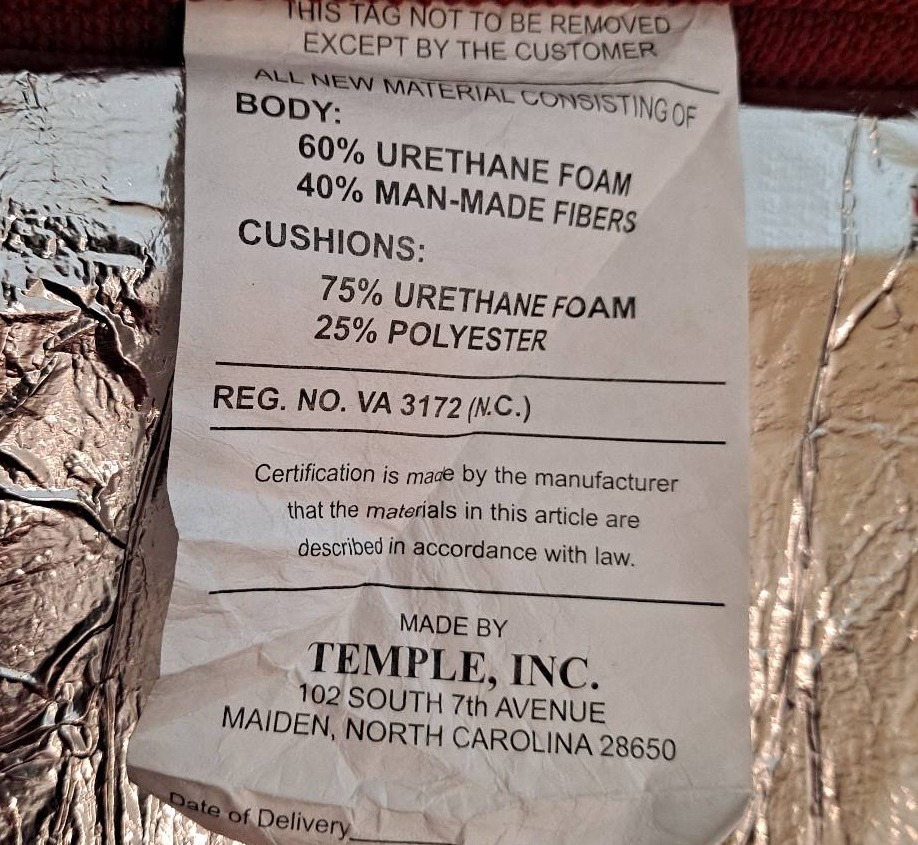 THIS TAG NOT TO BE REMOVED
EXCEPT BY THE CUSTOMER
ALL NEW MATERIAL CONSISTING OF
BODY:
60% URETHANE FOAM
40% MAN-MADE FIBERS
CUSHIONS:
75% URETHANE FOAM
25% POLYESTER
REG. NO. VA 3172 (N.C.)
Certification is made by the manufacturer
that the materials in this article are
described in accordance with law.
MADE BY
TEMPLE, INC.
102 SOUTH 7th AVENUE
MAIDEN, NORTH CAROLINA 28650
Date of Delivery